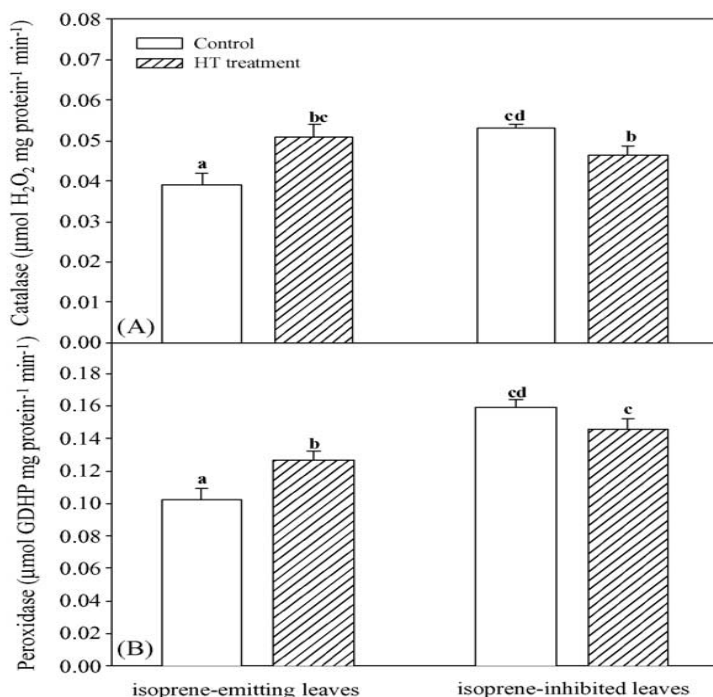 0.08
0.07
0.06
0.05
0.04
0.03
0.02
0.01
0.00
Catalase (μmol H₂O₂ mg protein⁻¹ min⁻¹)
Control
HT treatment
a
bc
cd
b
(A)
0.18
0.16
0.14
0.12
0.10
0.08
0.06
0.04
0.02
0.00
Peroxidase (μmol GDHP mg protein⁻¹ min⁻¹)
a
b
cd
c
(B)
isoprene-emitting leaves
isoprene-inhibited leaves